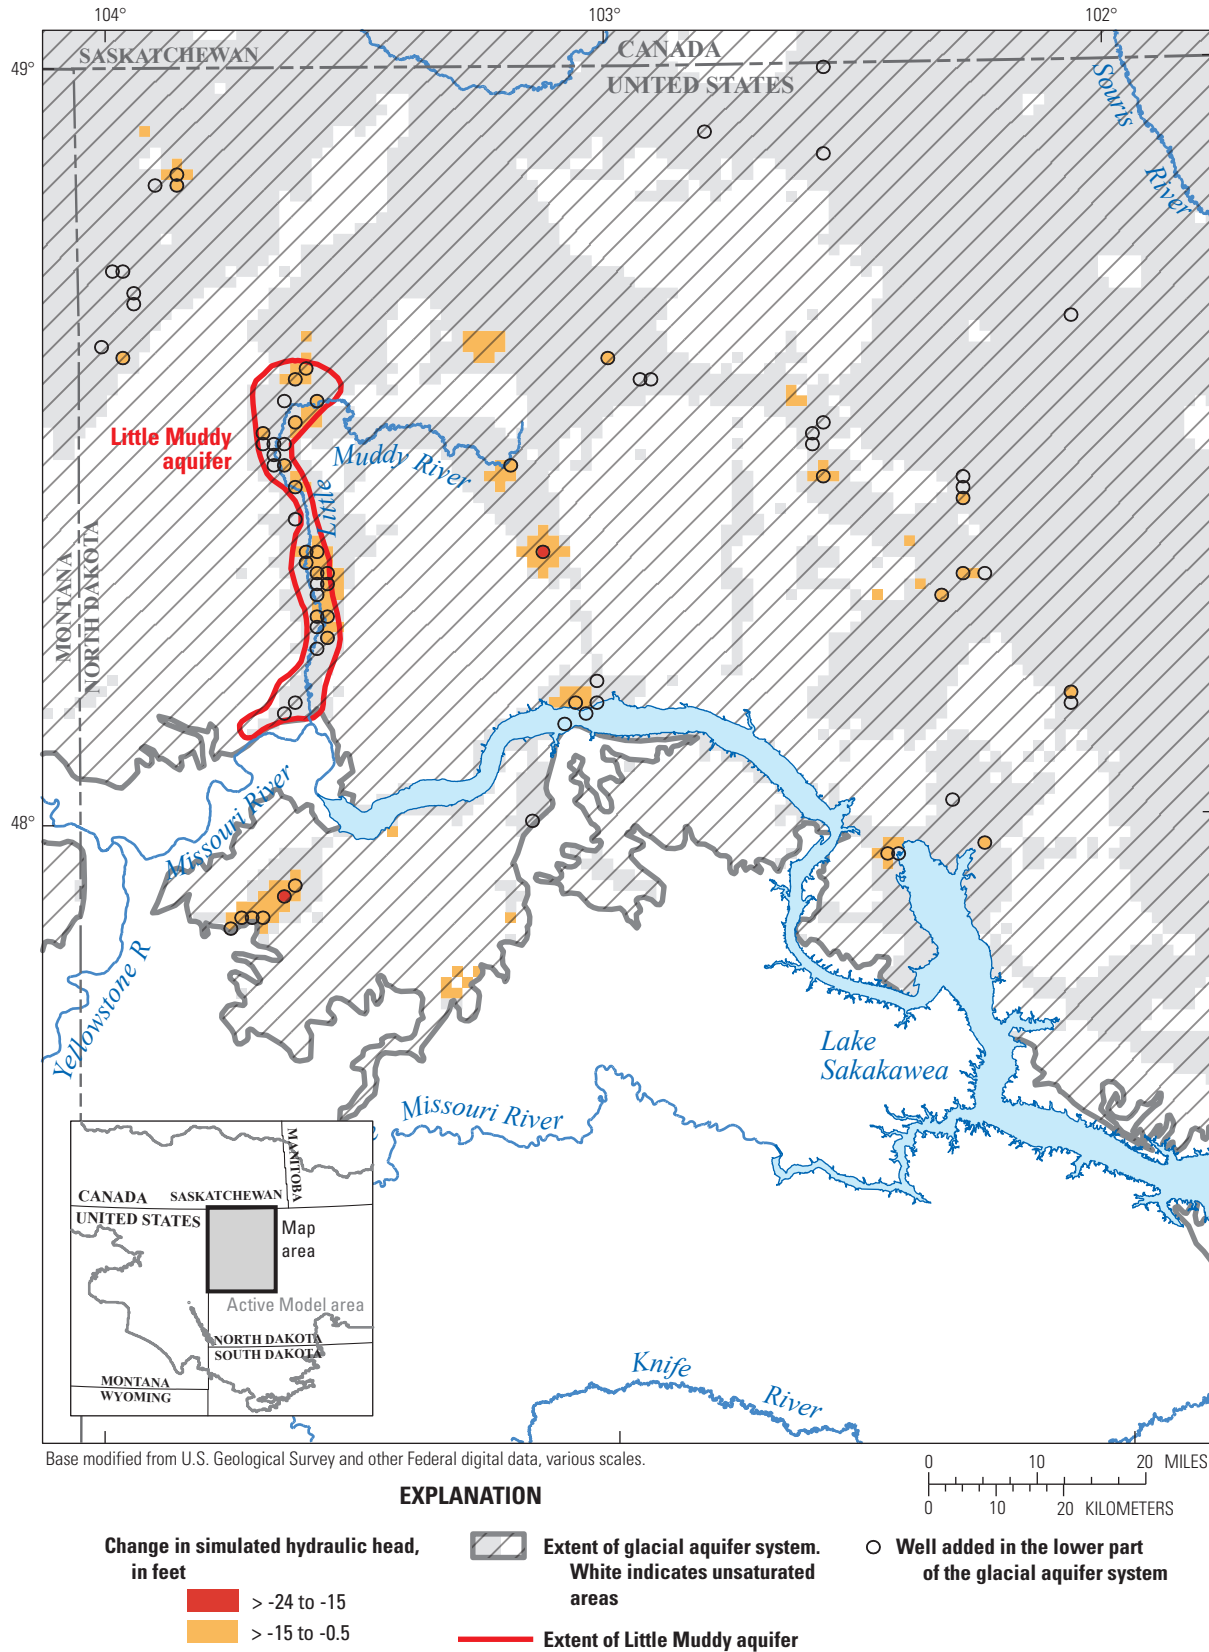 104°
103°
102°
49°
SASKATCHEWAN
CANADA
UNITED STATES
Souris
River
Little Muddy
aquifer
Muddy River
Little
MONTANA
NORTH DAKOTA
48°
Missouri River
Yellowstone R
Lake
Sakakawea
Missouri River
MANITOBA
CANADA
SASKATCHEWAN
UNITED STATES
Map
area
Active Model area
NORTH DAKOTA
SOUTH DAKOTA
MONTANA
WYOMING
Knife
River
Base modified from U.S. Geological Survey and other Federal digital data, various scales.
0 10 20 MILES
0 10 20 KILOMETERS
EXPLANATION
Change in simulated hydraulic head,
in feet
> -24 to -15
> -15 to -0.5
Extent of glacial aquifer system.
White indicates unsaturated
areas
Extent of Little Muddy aquifer
Well added in the lower part
of the glacial aquifer system